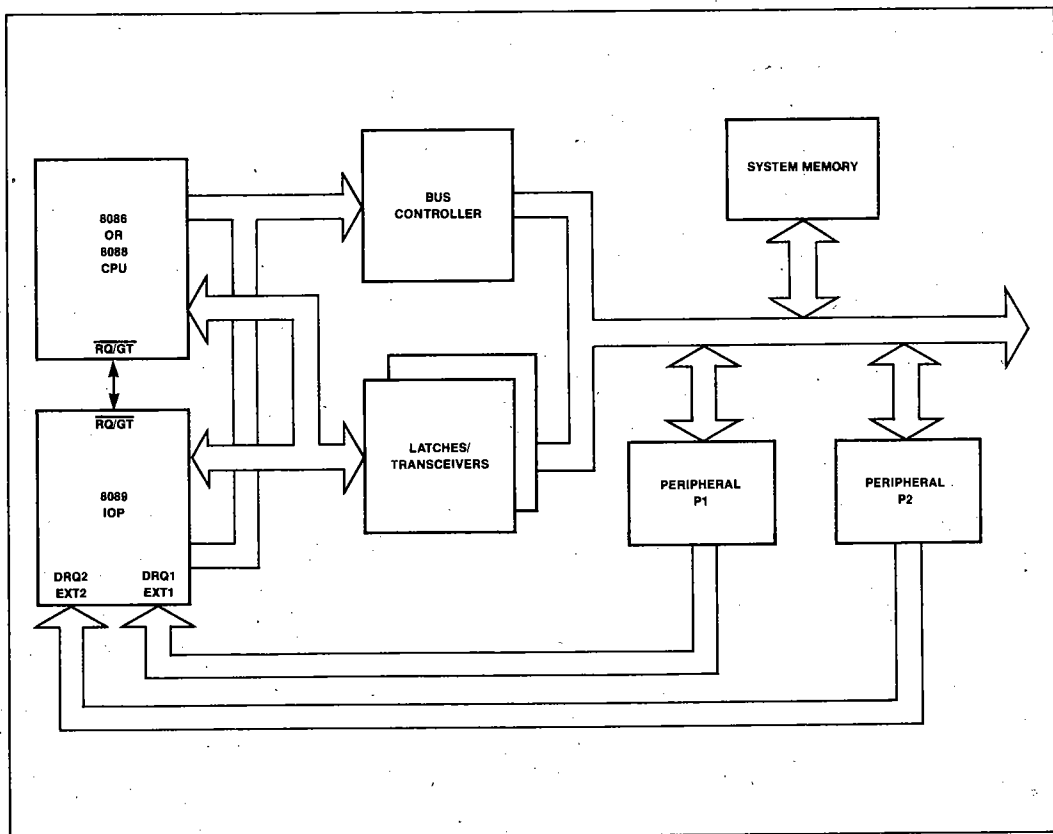 8086
OR
8088
CPU
RQ/GT
BUS
CONTROLLER
SYSTEM MEMORY
RQ/GT
8089
IOP
DRQ2
EXT2
DRQ1
EXT1
LATCHES/
TRANSCEIVERS
PERIPHERAL
P1
PERIPHERAL
P2